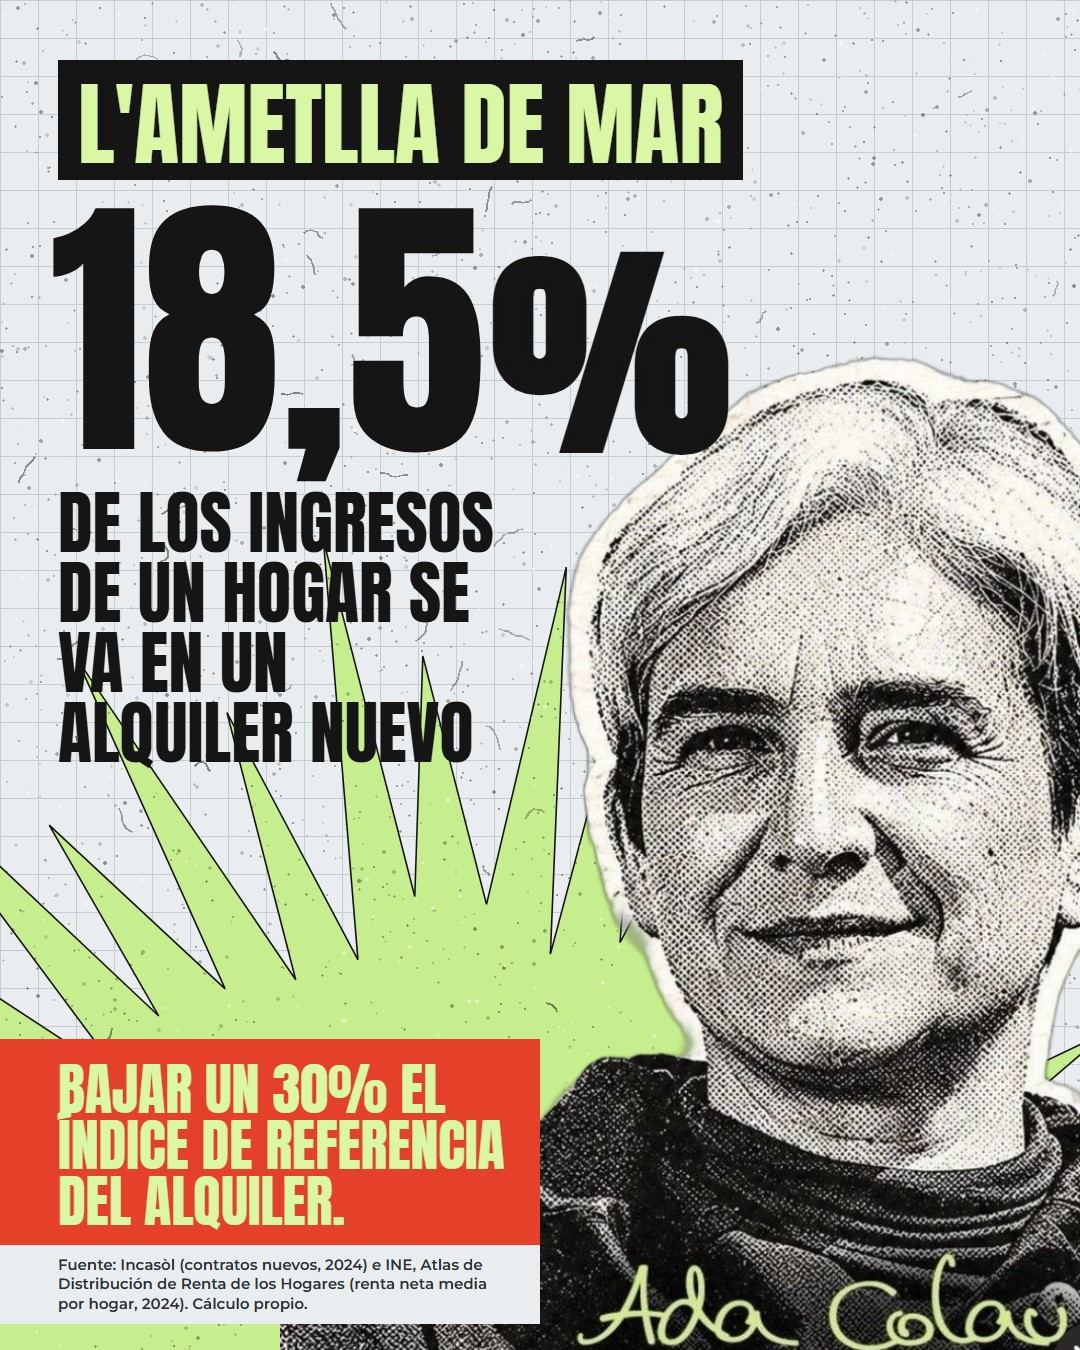 L'AMETLLA DE MAR
18,5%
DE LOS INGRESOS
DE UN HOGAR SE
VA EN UN
ALQUILER NUEVO
BAJAR UN 30% EL
ÍNDICE DE REFERENCIA
DEL ALQUILER.
Fuente: Incasòl (contratos nuevos, 2024) e INE, Atlas de
Distribución de Renta de los Hogares (renta neta media
por hogar, 2024). Cálculo propio.
Ada Colau